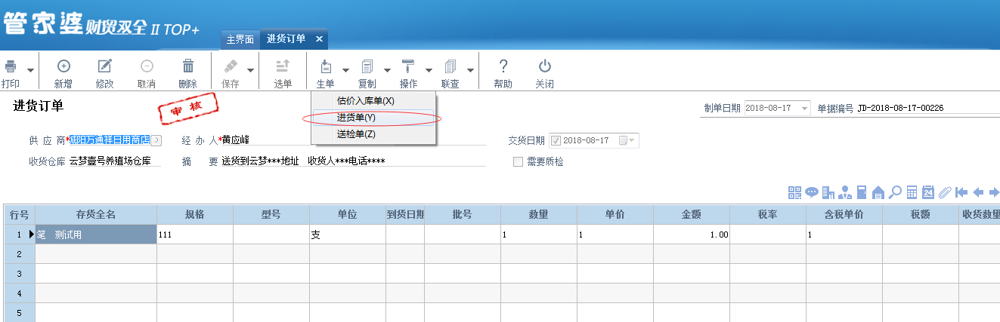 管家婆 财贸双全 II TOP+
主界面 进货订单 ×
打印 新增 修改 取消 删除 保存 选单 生单 复制 操作 联查 帮助 关闭
估价入库单(X)
进货单(Y)
送检单(Z)
进货订单 审核 制单日期 2018-08-17 单据编号 JD-2018-08-17-00226
供应商*咸阳万通祥日用商店 经办人*黄应峰 交货日期 2018-08-17
收货仓库 云梦壹号养殖场仓库 摘要 送货到云梦***地址 收货人***电话**** 需要质检
24
行号 存货全名 规格 型号 单位 到货日期 批号 数量 单价 金额 税率 含税单价 税额 收货数量
1 笔 测试用 111 支 1 1 1.00 1
2
3
4
5